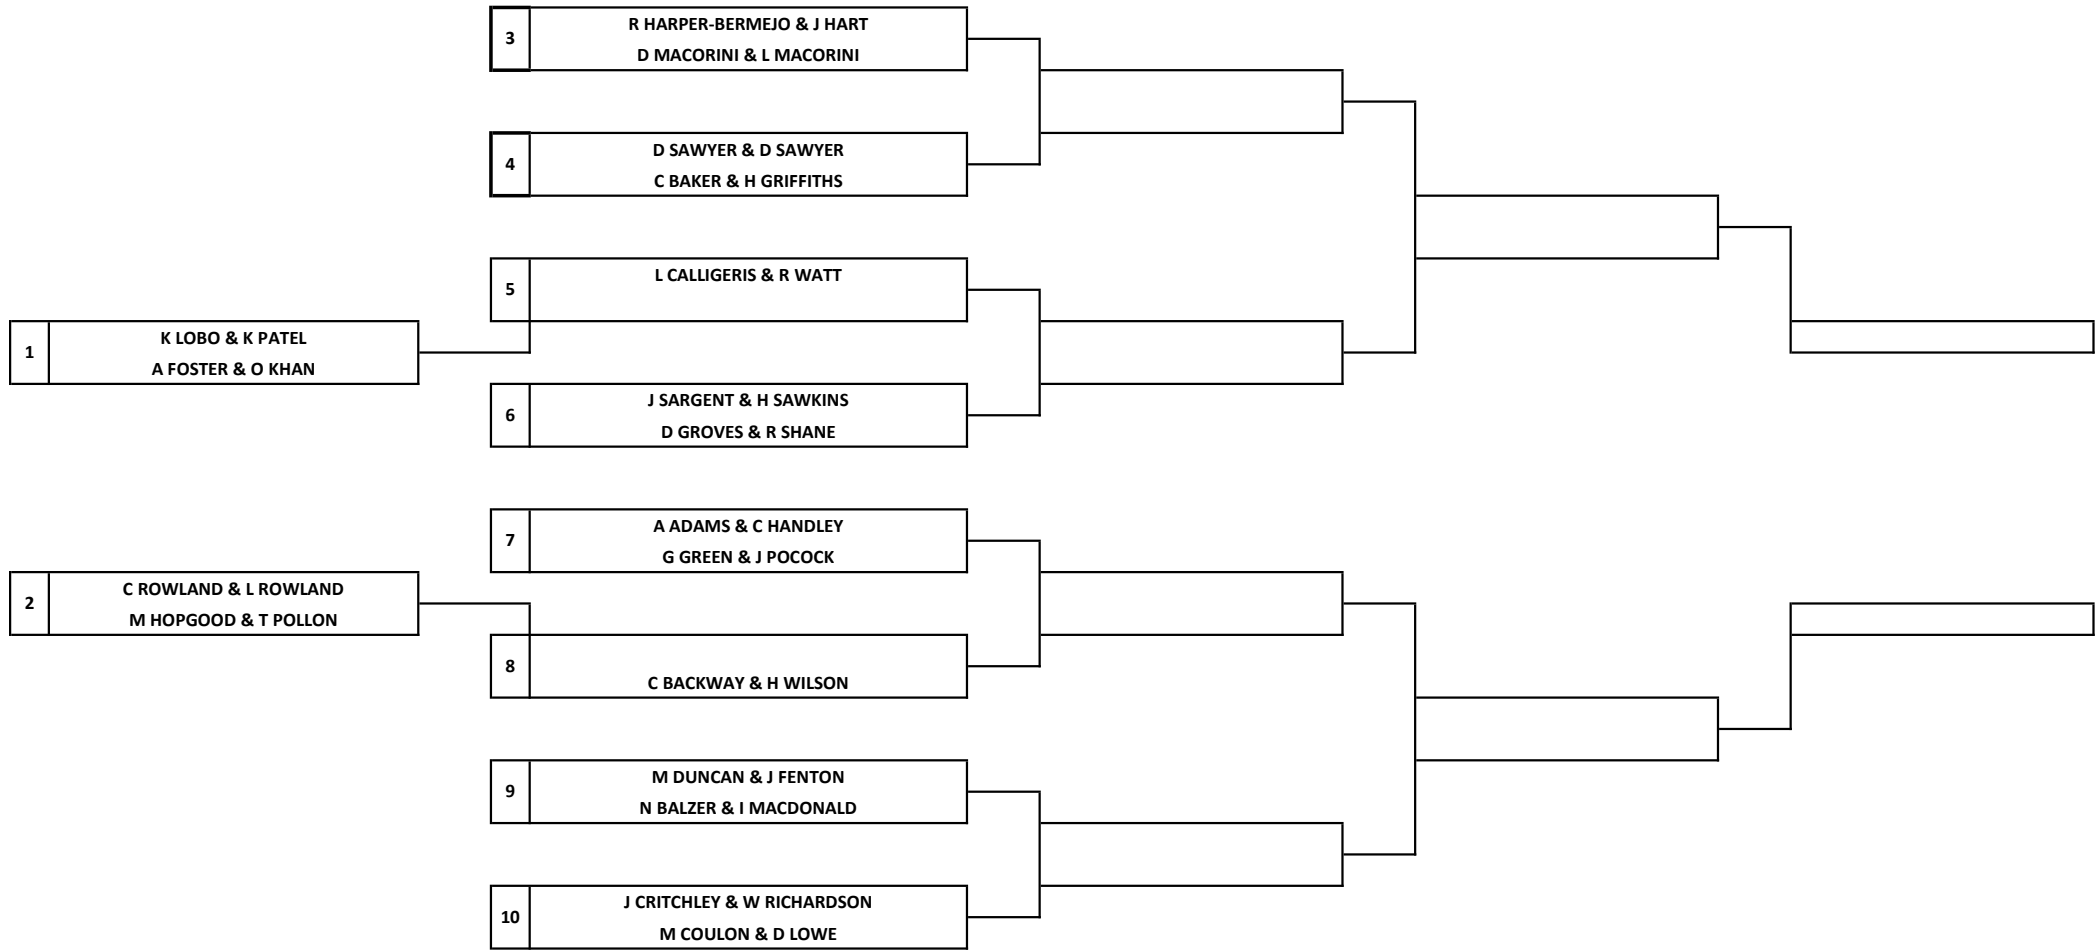 3
R HARPER-BERMEJO & J HART
D MACORINI & L MACORINI
4
D SAWYER & D SAWYER
C BAKER & H GRIFFITHS
5
L CALLIGERIS & R WATT
1
K LOBO & K PATEL
A FOSTER & O KHAN
6
J SARGENT & H SAWKINS
D GROVES & R SHANE
7
A ADAMS & C HANDLEY
G GREEN & J POCOCK
2
C ROWLAND & L ROWLAND
M HOPGOOD & T POLLON
8
C BACKWAY & H WILSON
9
M DUNCAN & J FENTON
N BALZER & I MACDONALD
10
J CRITCHLEY & W RICHARDSON
M COULON & D LOWE